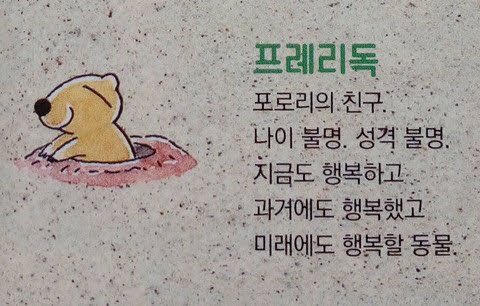 프레리독
포로리의 친구.
나이 불명. 성격 불명.
지금도 행복하고
과거에도 행복했고
미래에도 행복할 동물.